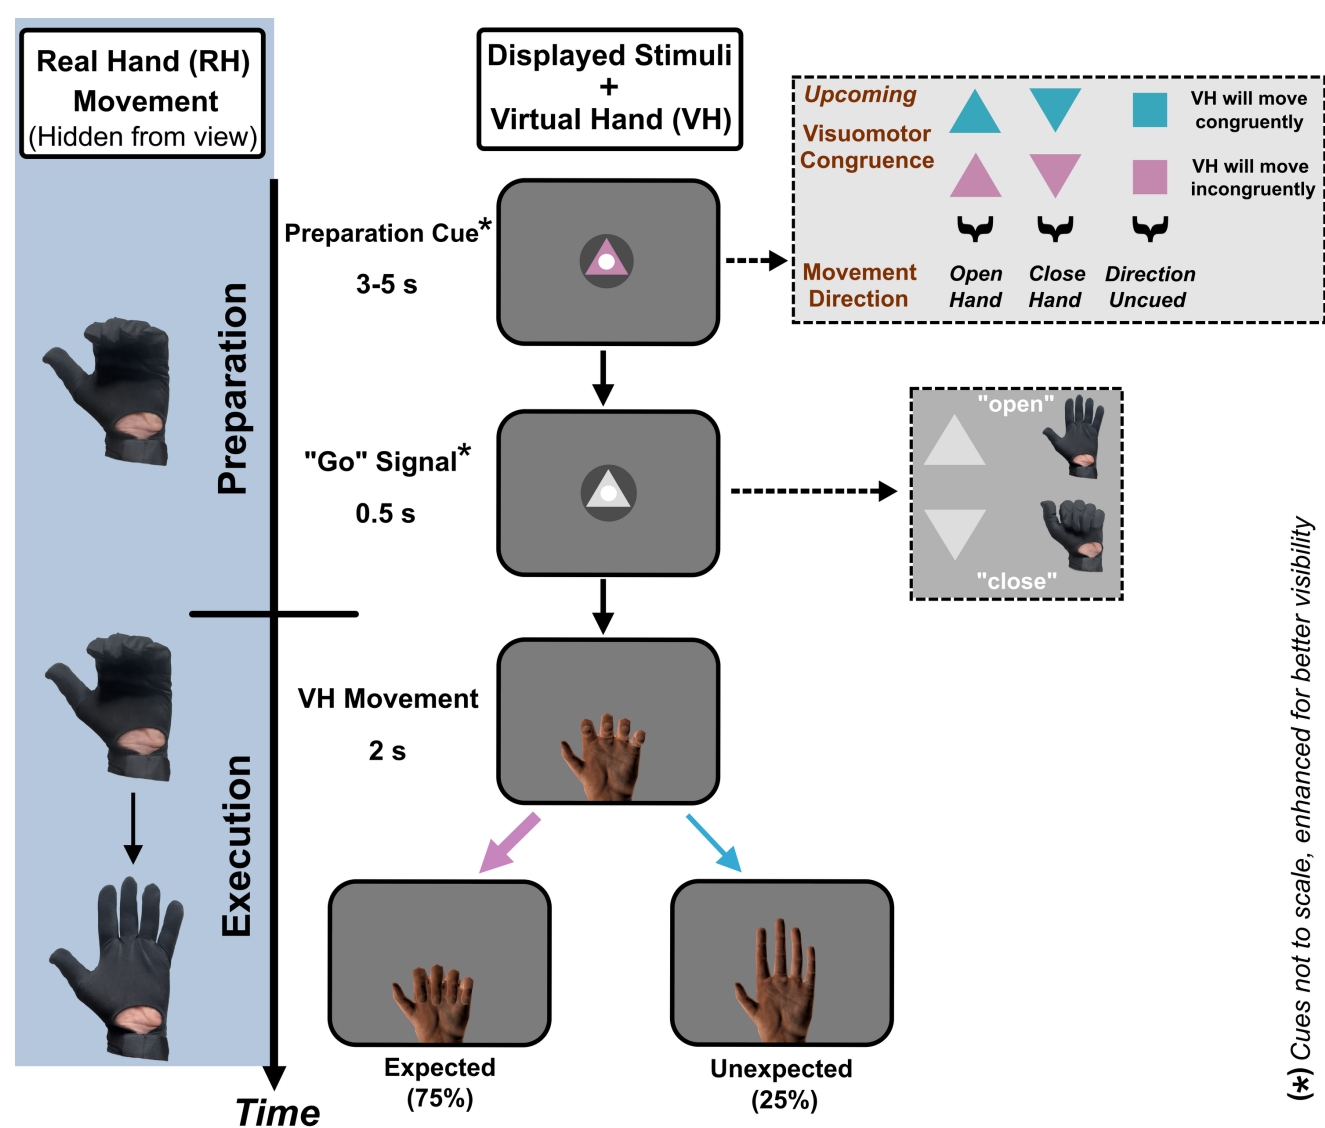 Real Hand (RH)
Movement
(Hidden from view)
Displayed Stimuli
+
Virtual Hand (VH)
Upcoming
Visuomotor
Congruence
VH will move
congruently
VH will move
incongruently
Movement
Direction
Open
Hand
Close
Hand
Direction
Uncued
Preparation Cue*
3-5 s
Preparation
"Go" Signal*
0.5 s
"open"
"close"
VH Movement
2 s
Execution
Expected
(75%)
Unexpected
(25%)
Time
(*) Cues not to scale, enhanced for better visibility